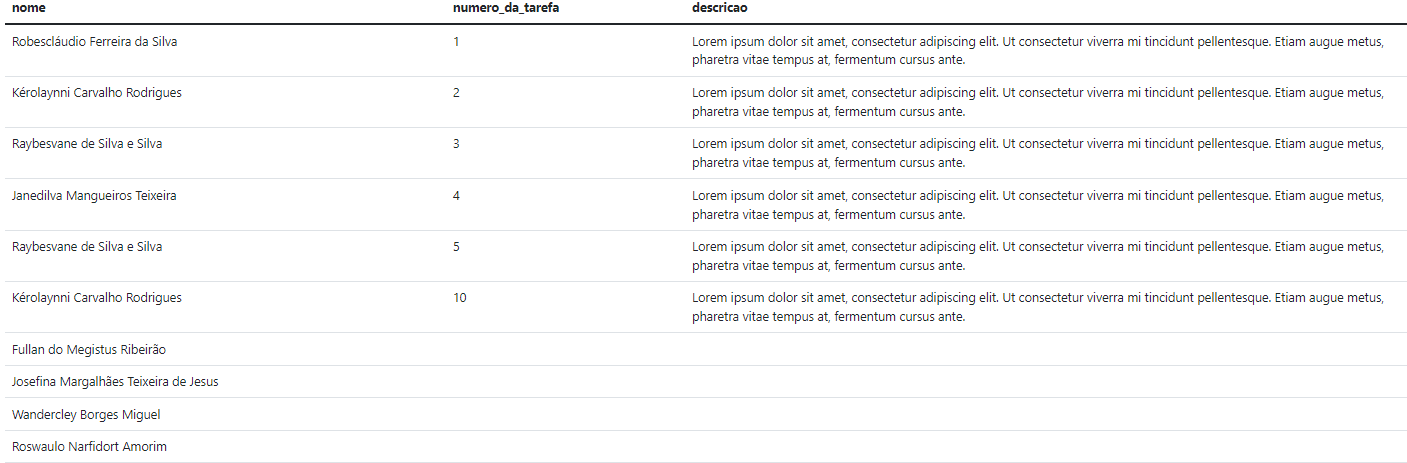 nome numero_da_tarefa descricao
Robescláudio Ferreira da Silva 1 Lorem ipsum dolor sit amet, consectetur adipiscing elit. Ut consectetur viverra mi tincidunt pellentesque. Etiam augue metus,
pharetra vitae tempus at, fermentum cursus ante.
Kérolaynni Carvalho Rodrigues 2 Lorem ipsum dolor sit amet, consectetur adipiscing elit. Ut consectetur viverra mi tincidunt pellentesque. Etiam augue metus,
pharetra vitae tempus at, fermentum cursus ante.
Raybesvane de Silva e Silva 3 Lorem ipsum dolor sit amet, consectetur adipiscing elit. Ut consectetur viverra mi tincidunt pellentesque. Etiam augue metus,
pharetra vitae tempus at, fermentum cursus ante.
Janedilva Mangueiros Teixeira 4 Lorem ipsum dolor sit amet, consectetur adipiscing elit. Ut consectetur viverra mi tincidunt pellentesque. Etiam augue metus,
pharetra vitae tempus at, fermentum cursus ante.
Raybesvane de Silva e Silva 5 Lorem ipsum dolor sit amet, consectetur adipiscing elit. Ut consectetur viverra mi tincidunt pellentesque. Etiam augue metus,
pharetra vitae tempus at, fermentum cursus ante.
Kérolaynni Carvalho Rodrigues 10 Lorem ipsum dolor sit amet, consectetur adipiscing elit. Ut consectetur viverra mi tincidunt pellentesque. Etiam augue metus,
pharetra vitae tempus at, fermentum cursus ante.
Fullan do Megistus Ribeirão
Josefina Margalhães Teixeira de Jesus
Wandercley Borges Miguel
Roswaulo Narfidort Amorim